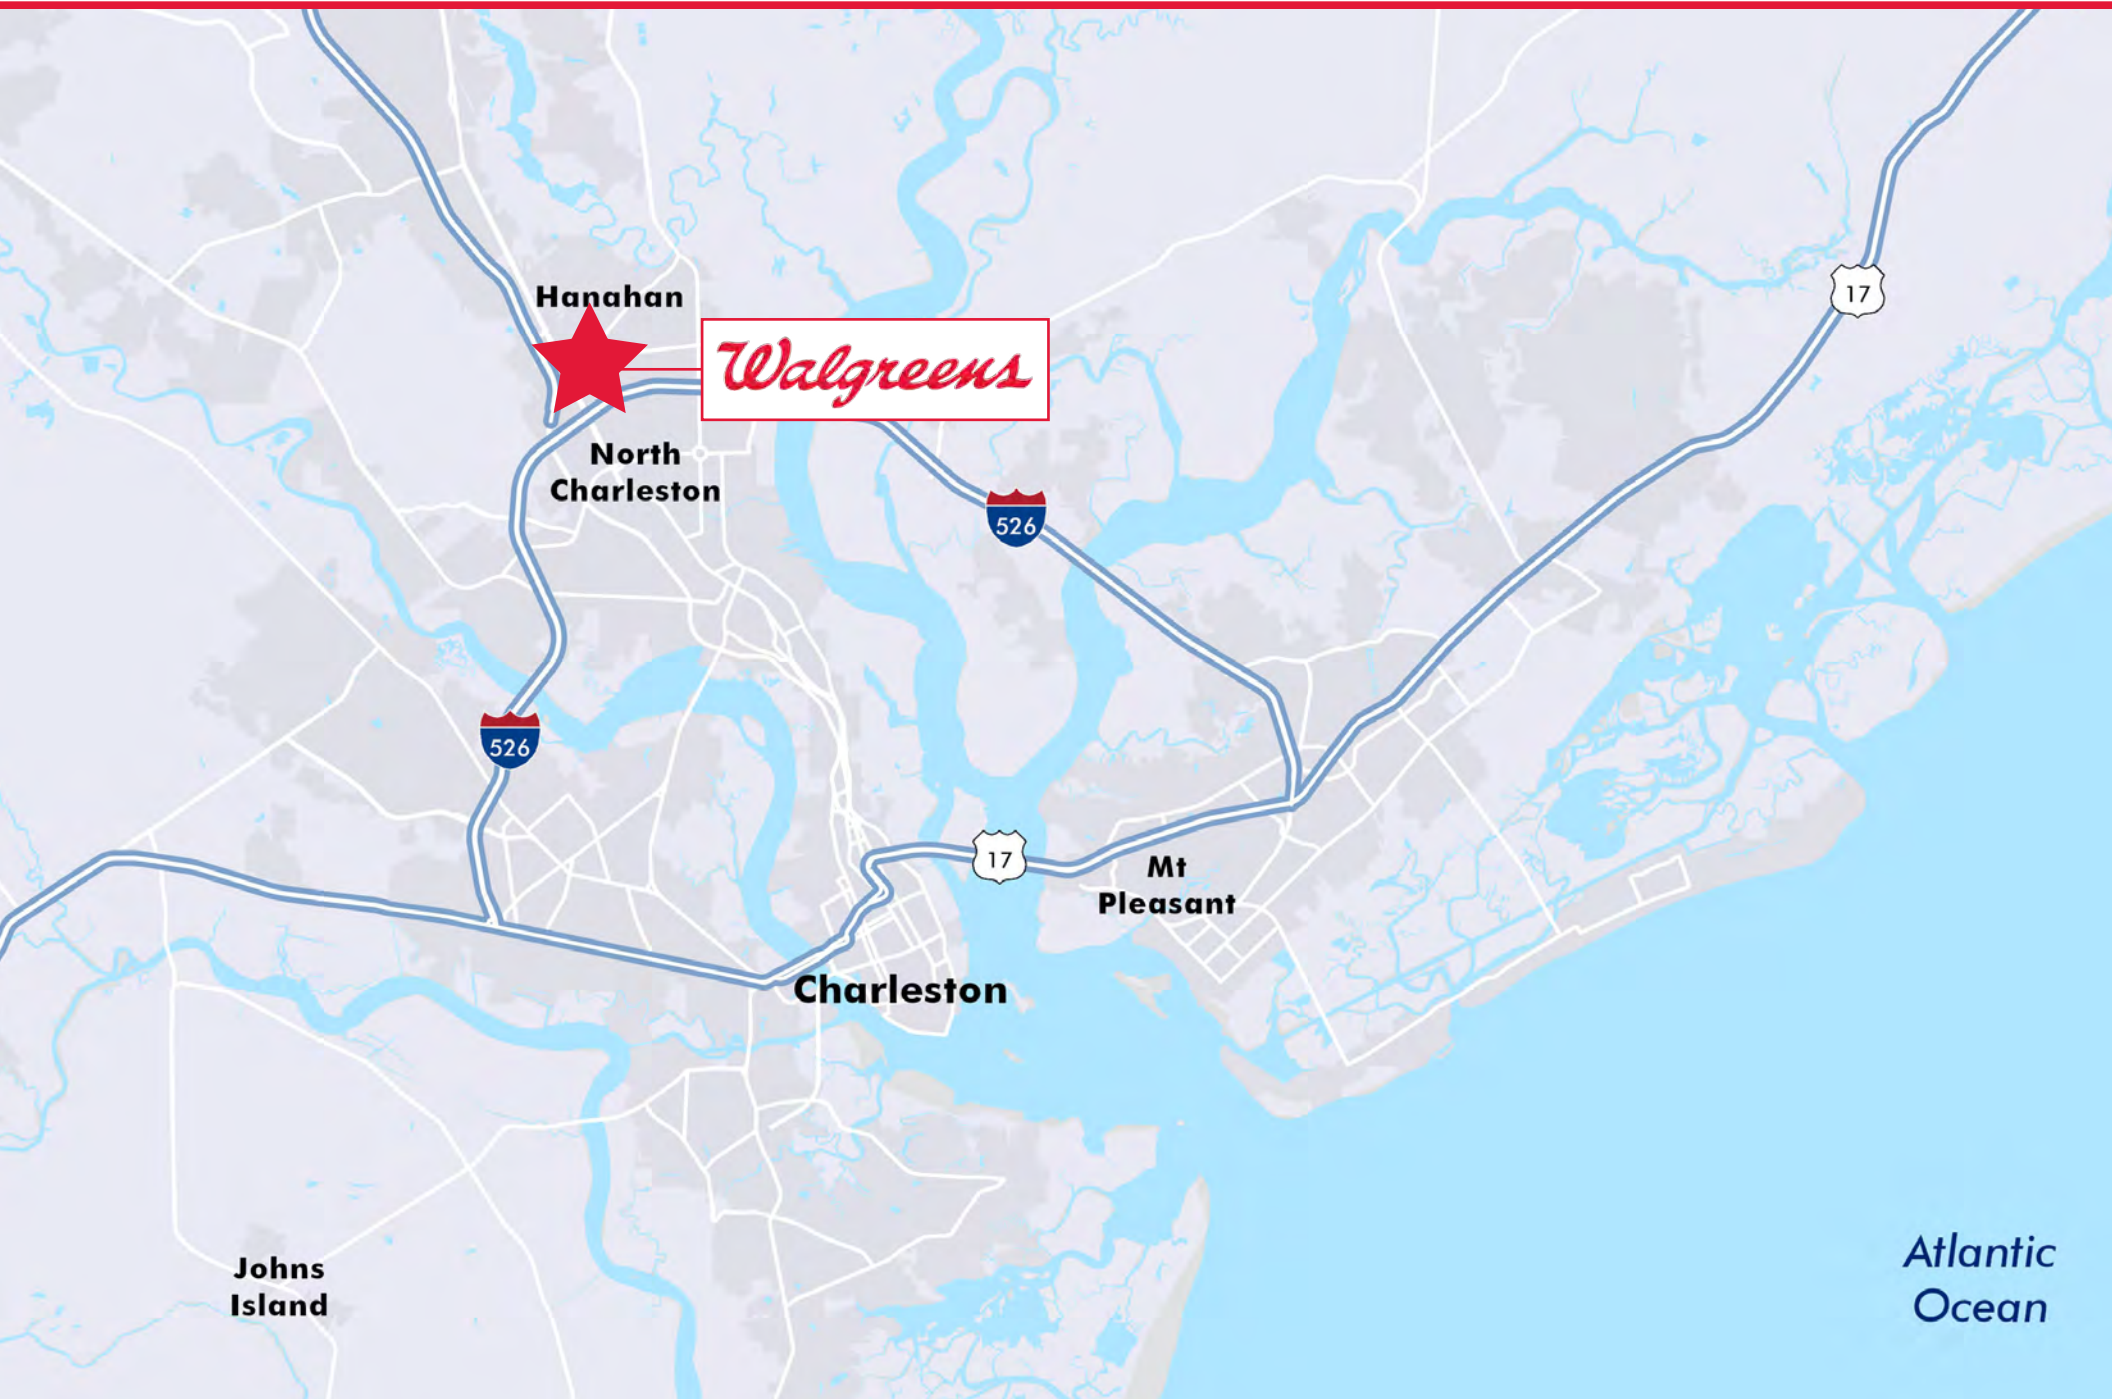 17
Hanahan
Walgreens
North
Charleston
526
526
17
Mt
Pleasant
Charleston
Atlantic
Ocean
Johns
Island